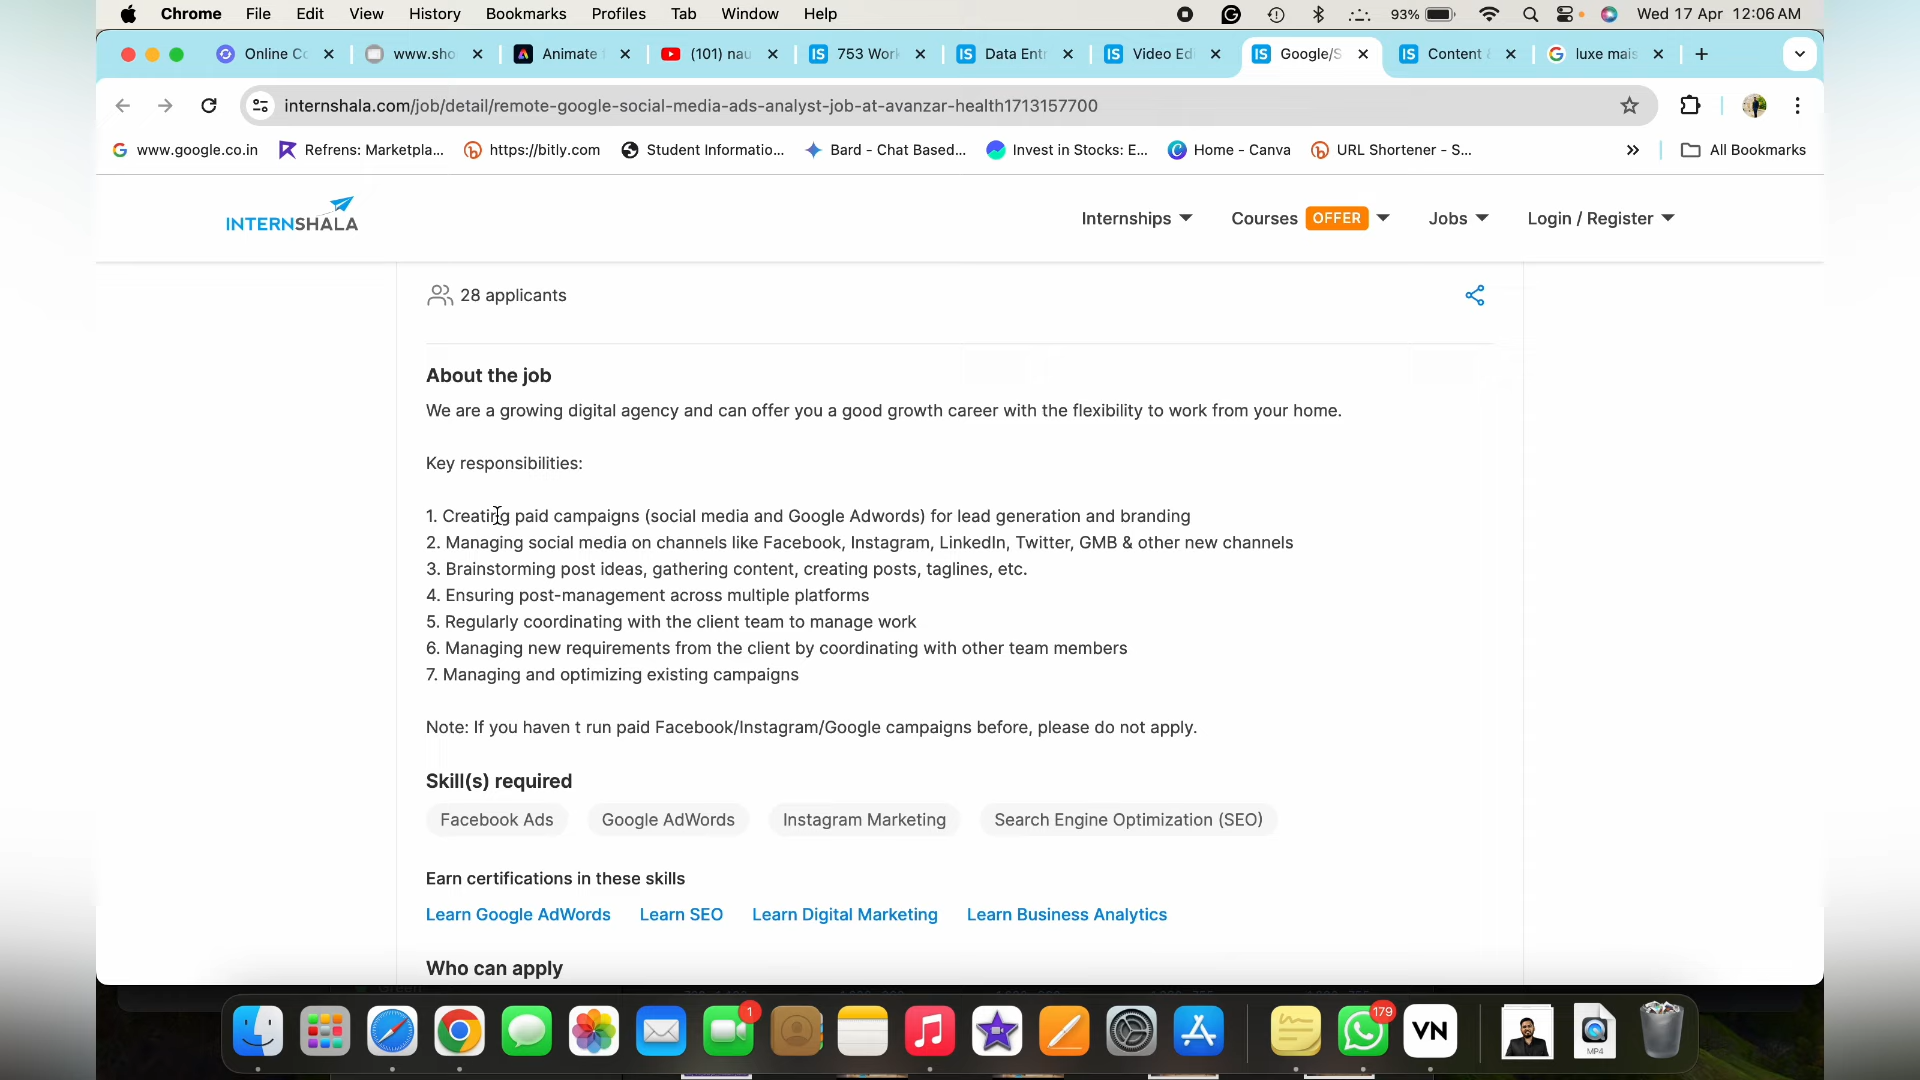 Chrome File Edit View History Bookmarks Profiles Tab Window Help 93% Wed 17 Apr 12:06 AM
Online Co www.sho Animate (101) nau IS 753 Work IS Data Entr IS Video Edi IS Google/S IS Content & luxe mais
internshala.com/job/detail/remote-google-social-media-ads-analyst-job-at-avanzar-health1713157700
www.google.co.in Refrens: Marketpla... https://bitly.com Student Informatio... Bard - Chat Based... Invest in Stocks: E... Home - Canva URL Shortener - S... » All Bookmarks
INTERNSHALA Internships Courses OFFER Jobs Login / Register
28 applicants
About the job
We are a growing digital agency and can offer you a good growth career with the flexibility to work from your home.
Key responsibilities:
1. Creating paid campaigns (social media and Google Adwords) for lead generation and branding
2. Managing social media on channels like Facebook, Instagram, LinkedIn, Twitter, GMB & other new channels
3. Brainstorming post ideas, gathering content, creating posts, taglines, etc.
4. Ensuring post-management across multiple platforms
5. Regularly coordinating with the client team to manage work
6. Managing new requirements from the client by coordinating with other team members
7. Managing and optimizing existing campaigns
Note: If you haven t run paid Facebook/Instagram/Google campaigns before, please do not apply.
Skill(s) required
Facebook Ads Google AdWords Instagram Marketing Search Engine Optimization (SEO)
Earn certifications in these skills
Learn Google AdWords Learn SEO Learn Digital Marketing Learn Business Analytics
Who can apply
1 179 VN MP4